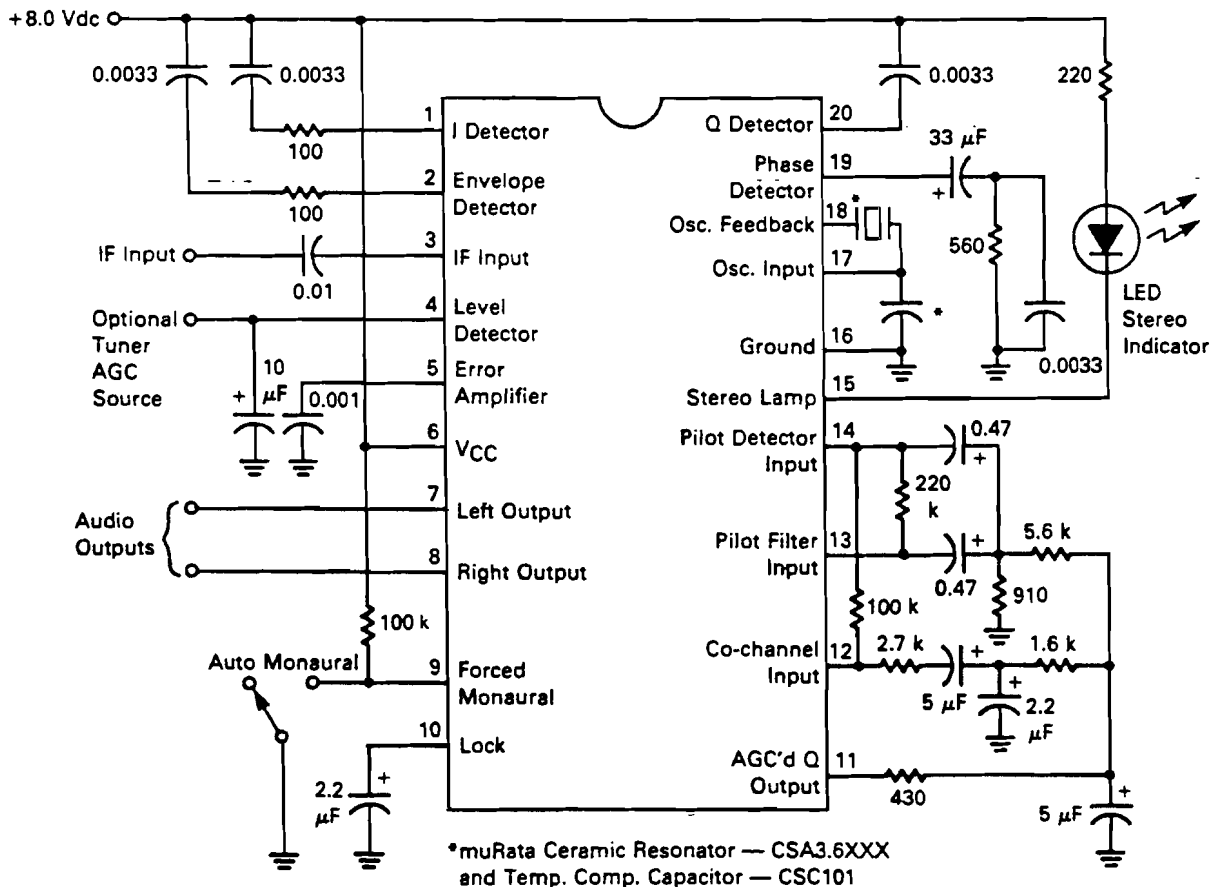 +8.0 Vdc
0.0033
0.0033
0.0033
220
1
I Detector
100
2
Envelope
Detector
100
IF Input
3
IF Input
0.01
Optional
Tuner
AGC
Source
4
Level
Detector
10
μF
+
5
Error
Amplifier
0.001
6
VCC
Audio
Outputs
7
Left Output
8
Right Output
100 k
Auto Monaural
9
Forced
Monaural
10
Lock
2.2
μF
+
20
Q Detector
19
Phase
Detector
33 μF
+
18
Osc. Feedback
*
17
Osc. Input
*
560
0.0033
LED
Stereo
Indicator
16
Ground
15
Stereo Lamp
14
Pilot Detector
Input
0.47
+
220
k
13
Pilot Filter
Input
+
0.47
5.6 k
910
100 k
12
Co-channel
Input
2.7 k
+
5 μF
1.6 k
+
2.2
μF
11
AGC'd Q
Output
430
+
5 μF
*muRata Ceramic Resonator — CSA3.6XXX
and Temp. Comp. Capacitor — CSC101